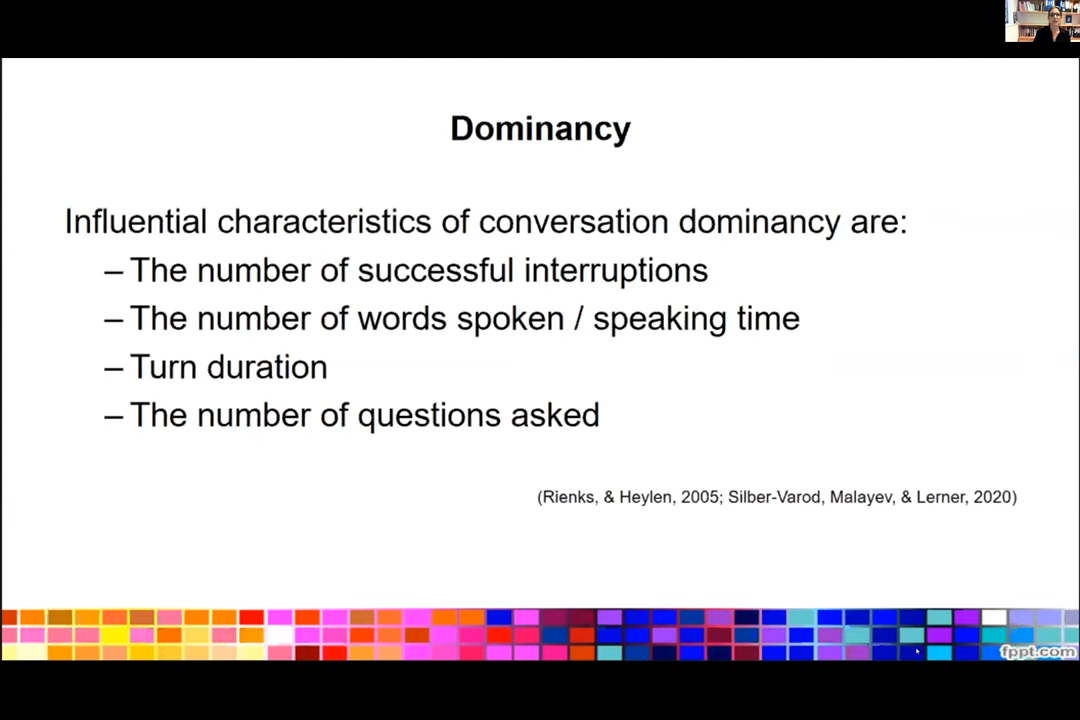 Dominancy
Influential characteristics of conversation dominancy are:
– The number of successful interruptions
– The number of words spoken / speaking time
– Turn duration
– The number of questions asked
(Rienks, & Heylen, 2005; Silber-Varod, Malayev, & Lerner, 2020)
fppt.com